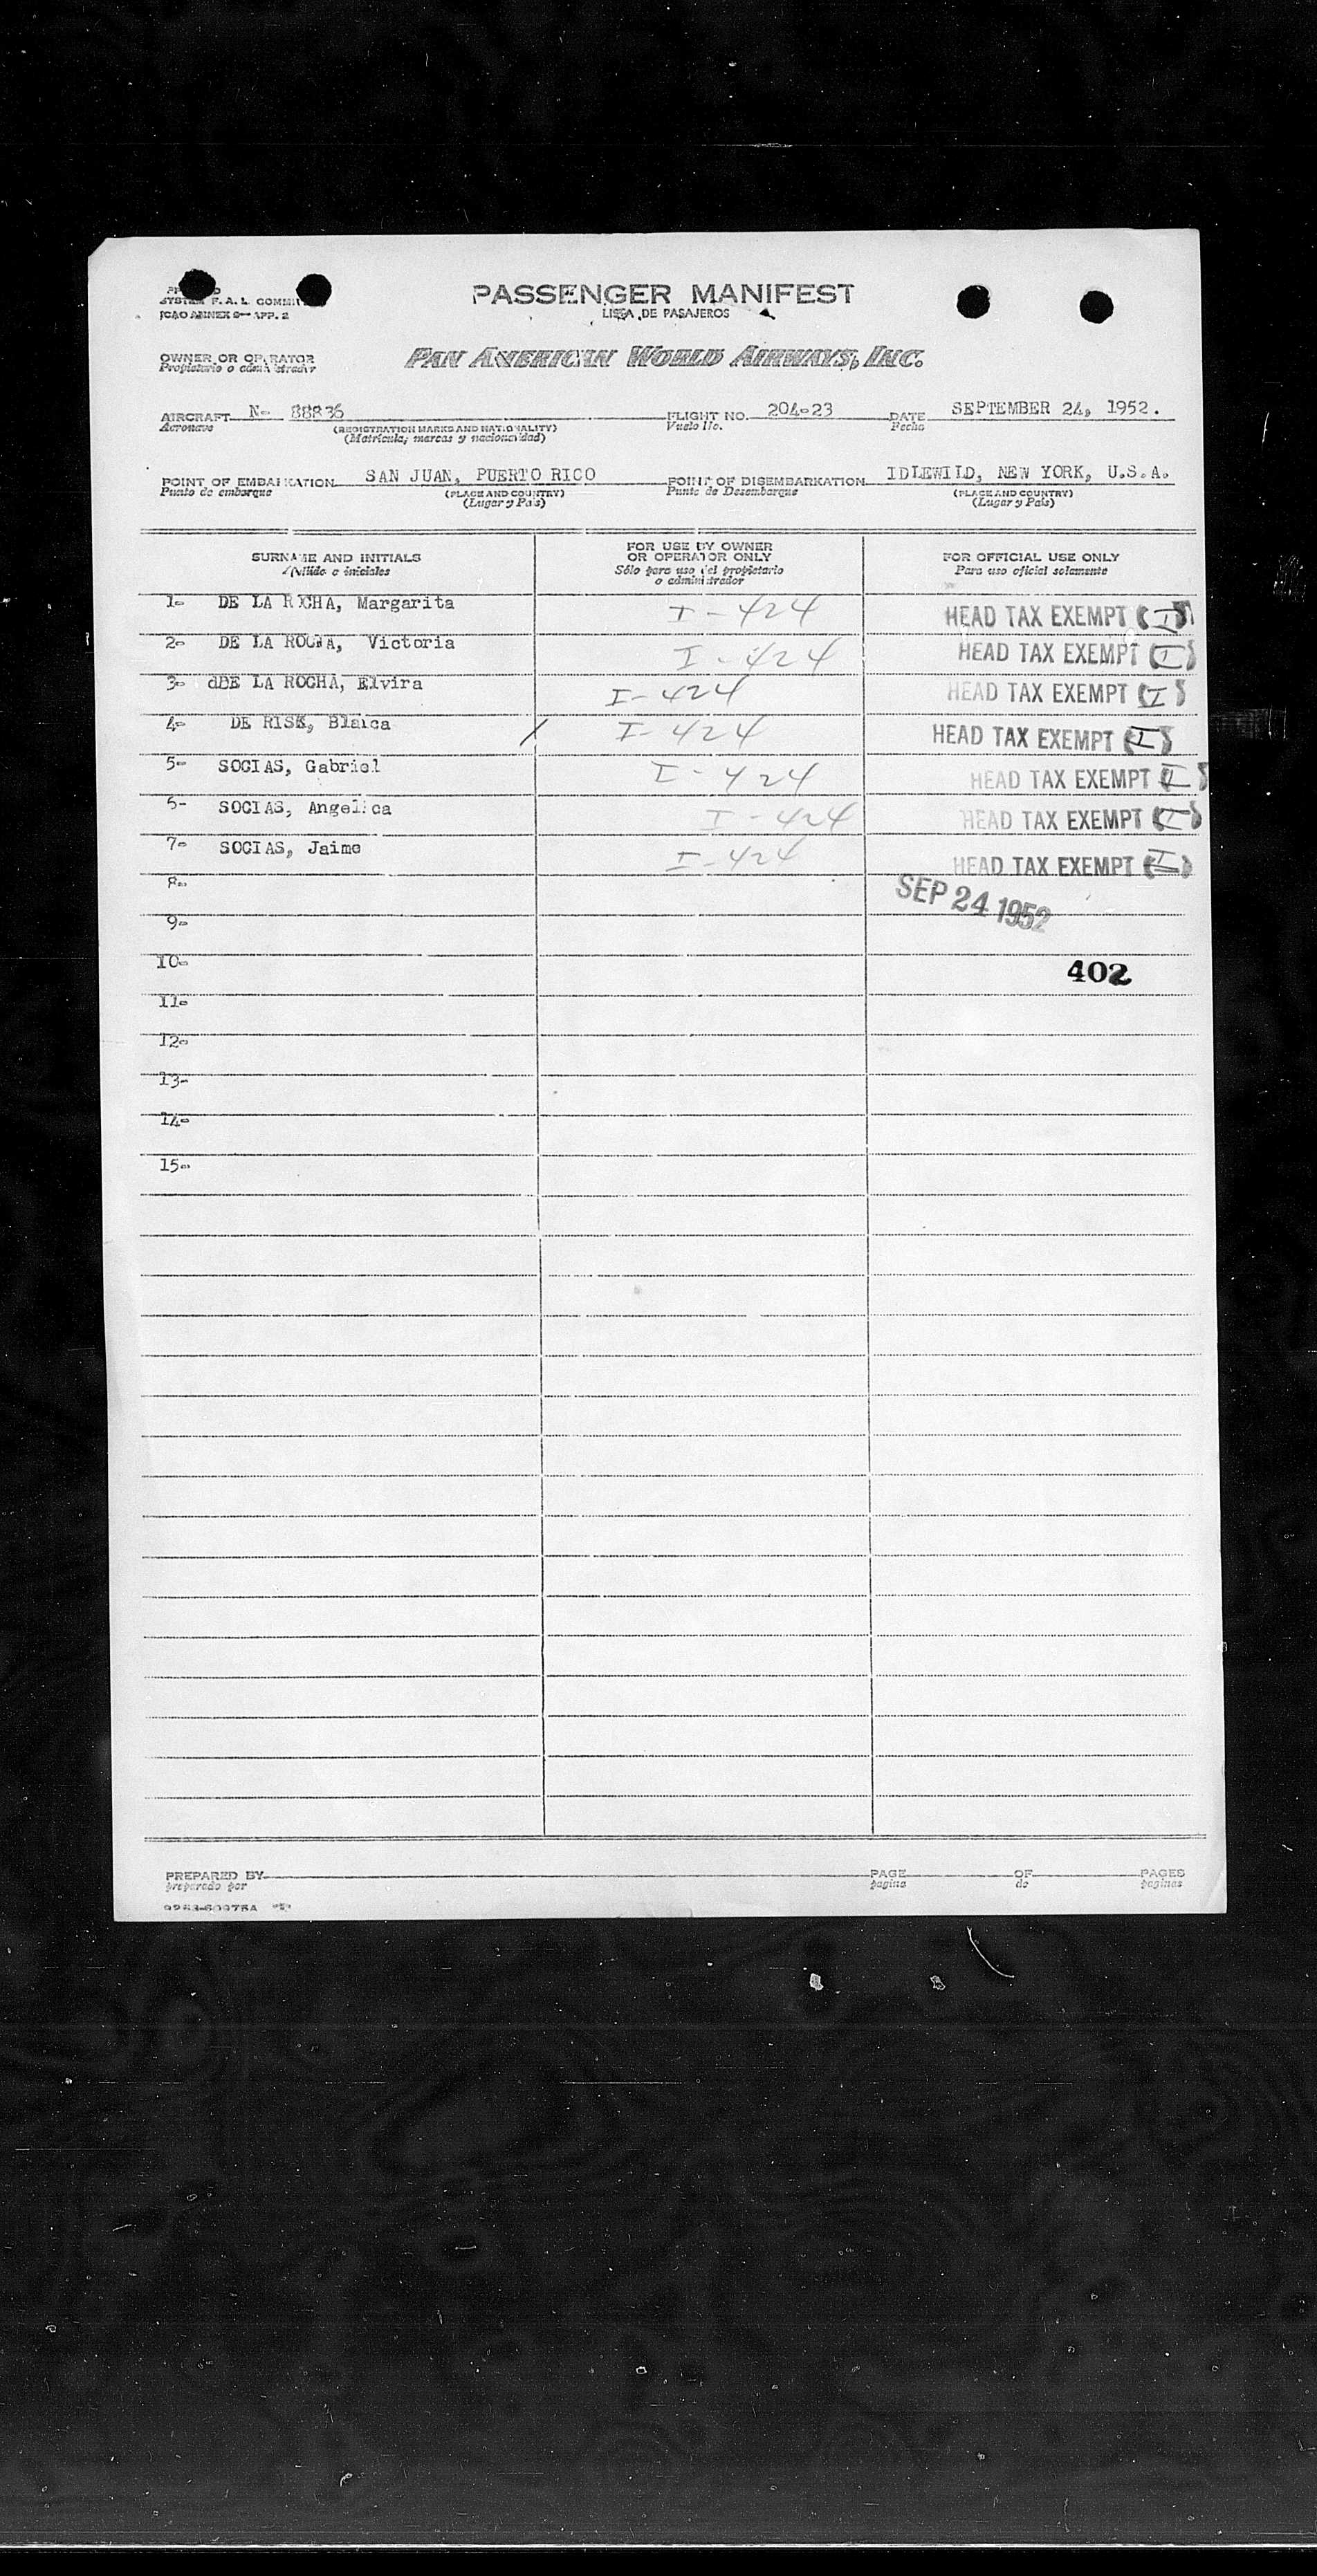 SYSTEM F. A. L. COMMI
ICAO ANNEX 9— APP. 2
PASSENGER MANIFEST
LISTA DE PASAJEROS
OWNER OR OPERATOR
Propietario o administrador
PAN AMERICAN WORLD AIRWAYS, INC.
AIRCRAFT N- 88836 FLIGHT NO. 204-23 DATE SEPTEMBER 24, 1952.
Aeronave (REGISTRATION MARKS AND NATIONALITY) Vuelo No. Fecha
(Matrícula, marcas y nacionalidad)
POINT OF EMBARKATION SAN JUAN, PUERTO RICO POINT OF DISEMBARKATION IDLEWILD, NEW YORK, U.S.A.
Punto de embarque (PLACE AND COUNTRY) Punto de Desembarque (PLACE AND COUNTRY)
(Lugar y País) (Lugar y País)
SURNAME AND INITIALS FOR USE BY OWNER OR OPERATOR ONLY FOR OFFICIAL USE ONLY
Apellido e iniciales Sólo para uso del propietario o administrador Para uso oficial solamente
1- DE LA ROCHA, Margarita I-424 HEAD TAX EXEMPT (I)
2- DE LA ROCHA, Victoria I-424 HEAD TAX EXEMPT (I)
3- dDE LA ROCHA, Elvira I-424 HEAD TAX EXEMPT (I)
4- DE RISK, Blanca / I-424 HEAD TAX EXEMPT (I)
5- SOCIAS, Gabriel I-424 HEAD TAX EXEMPT (I)
6- SOCIAS, Angelica I-424 HEAD TAX EXEMPT (I)
7- SOCIAS, Jaime I-424 HEAD TAX EXEMPT (I)
8-
SEP 24 1952
9-
10- 402
11-
12-
13-
14-
15-
PREPARED BY PAGE OF PAGES
preparado por pagina de paginas